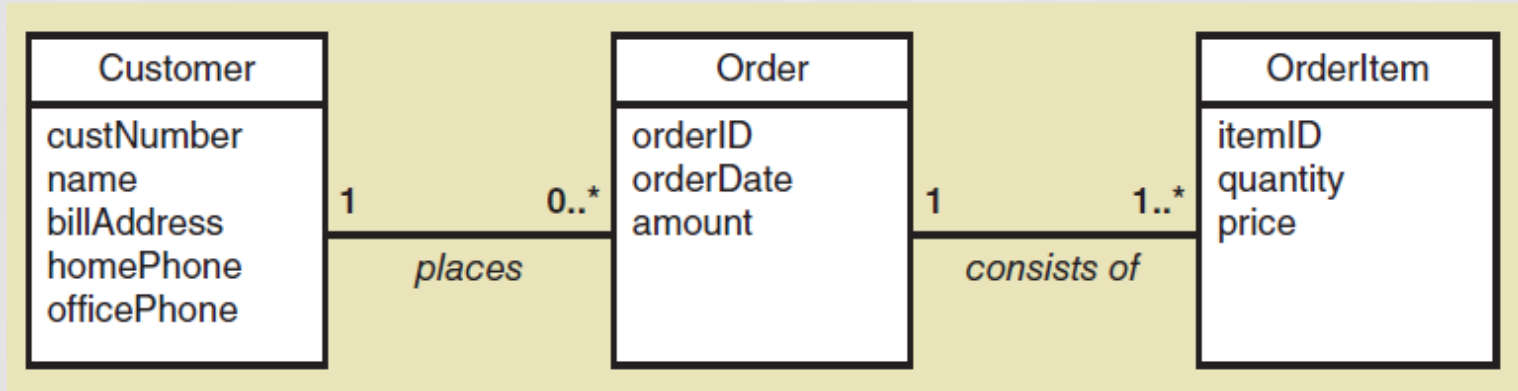 Customer
custNumber
name
billAddress
homePhone
officePhone
1
0..*
places
Order
orderID
orderDate
amount
1
1..*
consists of
OrderItem
itemID
quantity
price